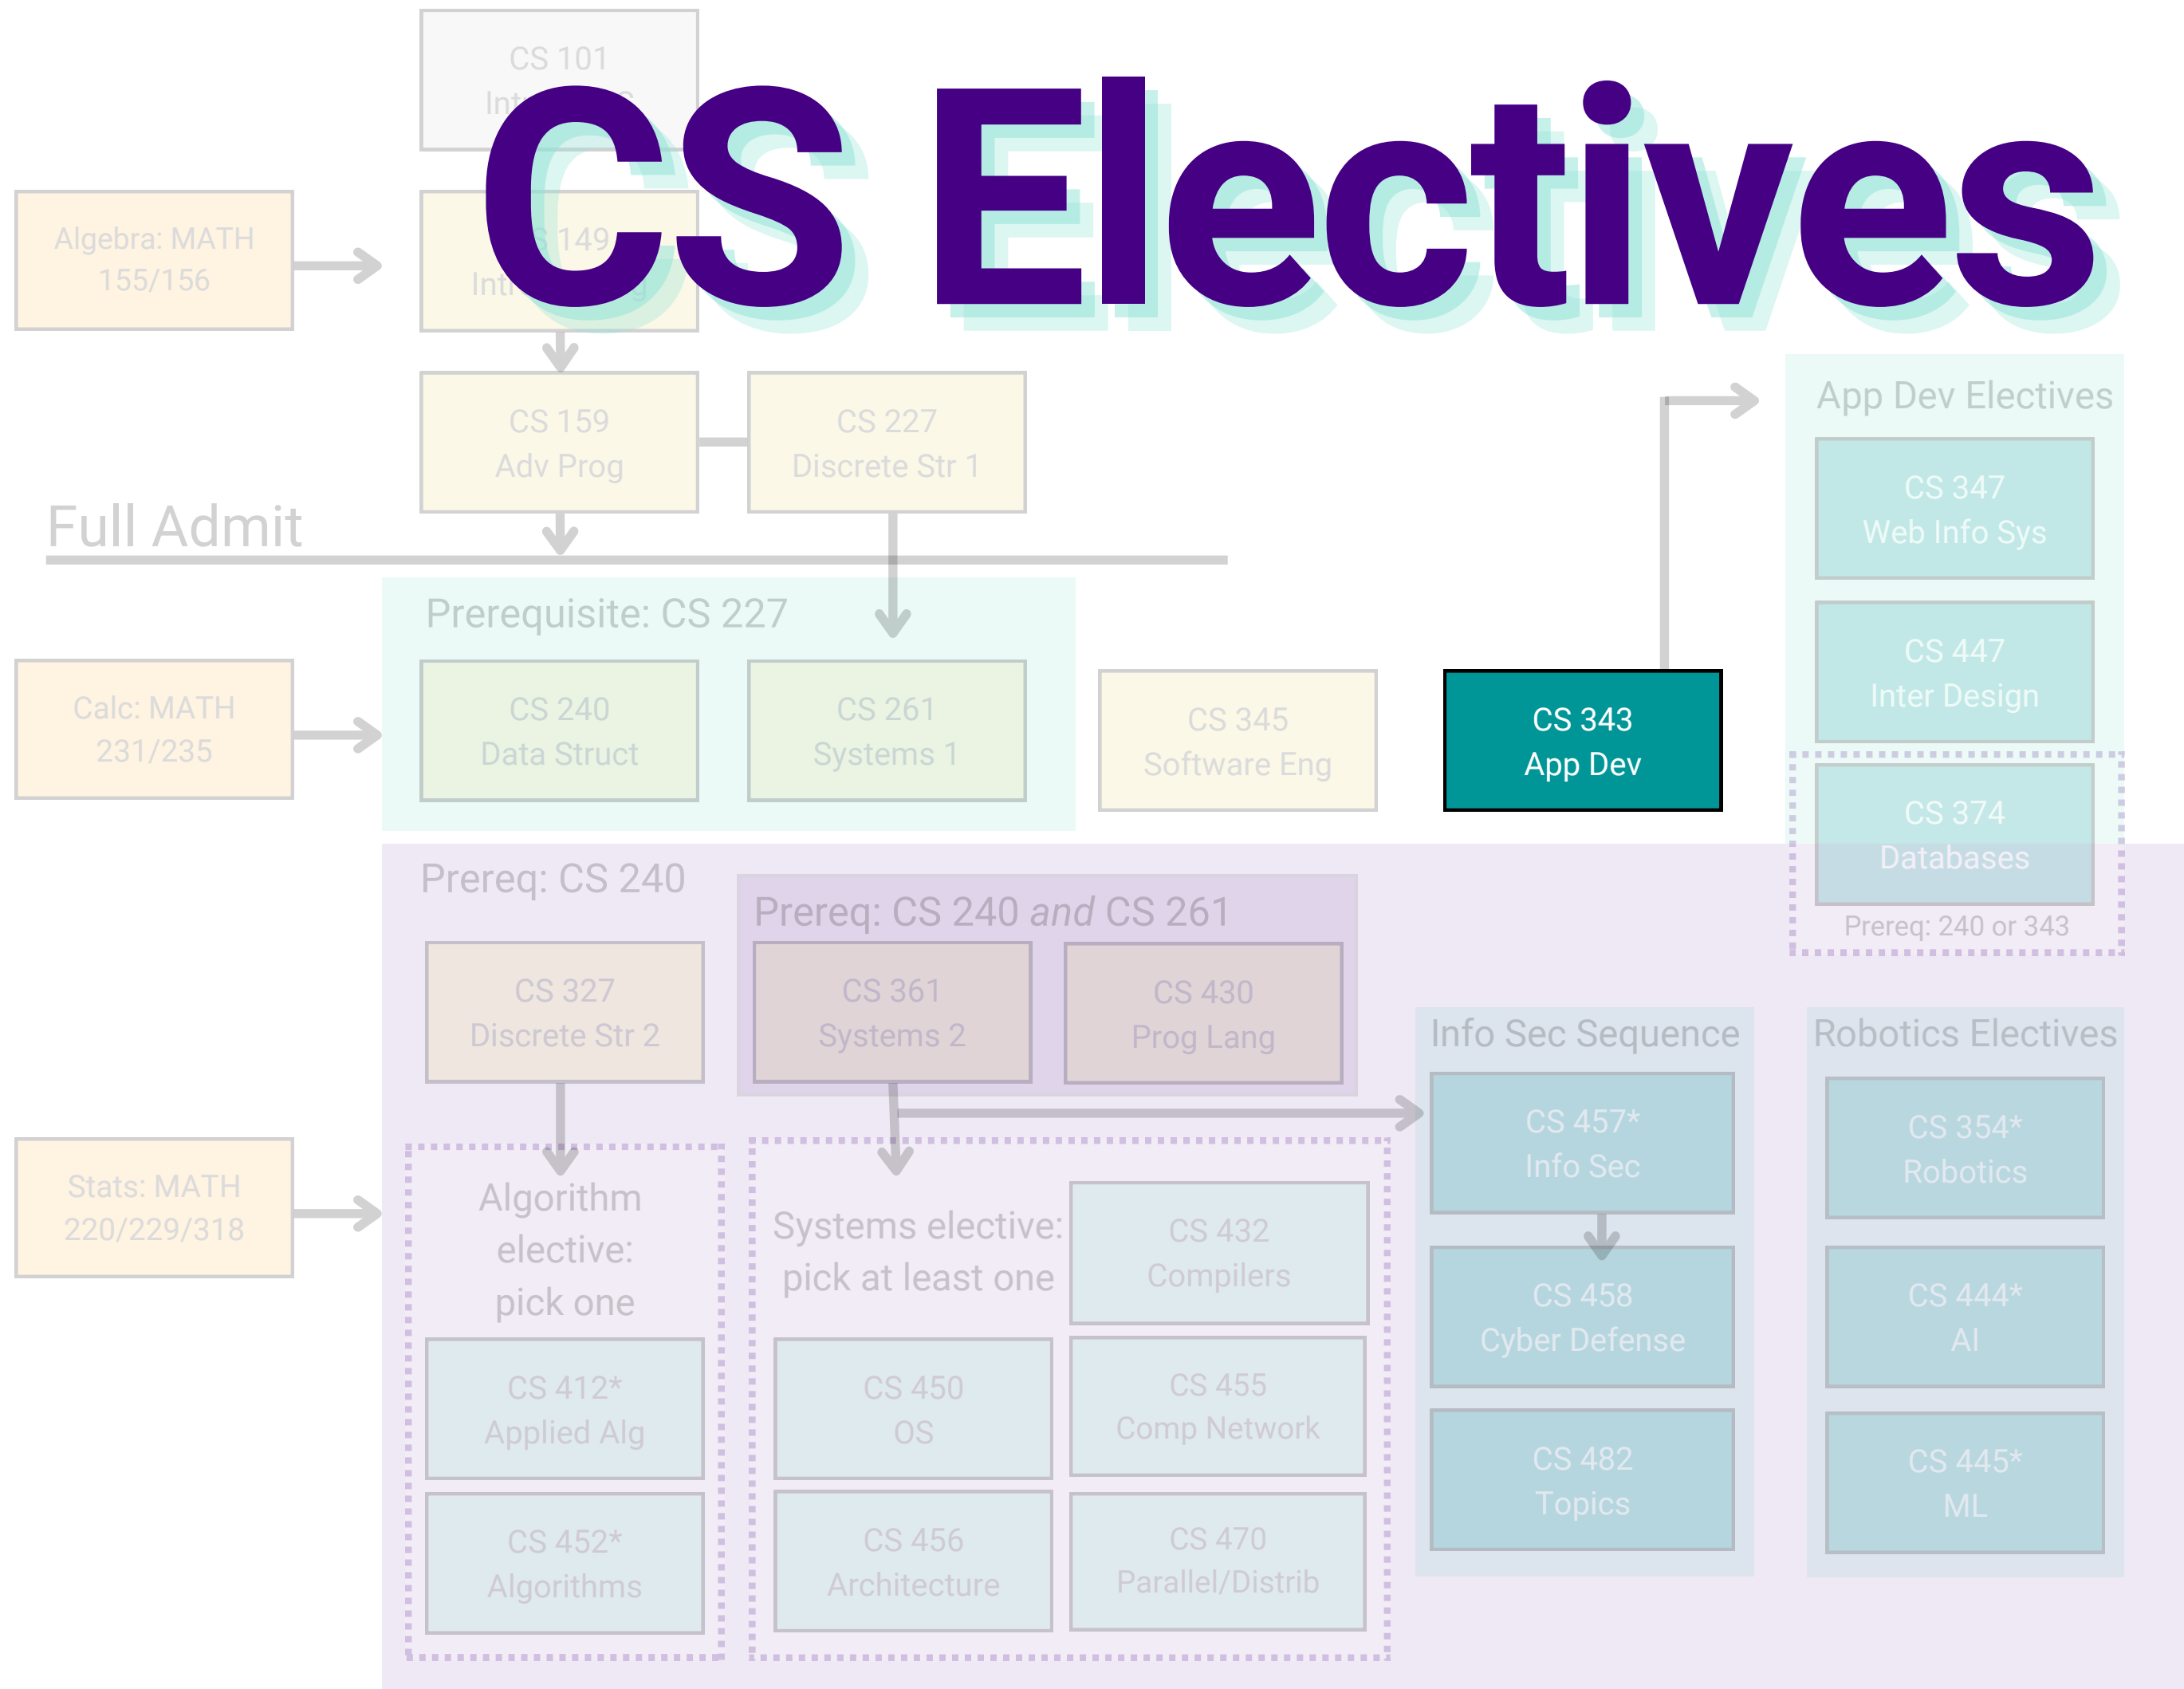 CS Electives
CS 101
Algebra: MATH
155/156
149
CS 159
Adv Prog
CS 227
Discrete Str 1
App Dev Electives
CS 347
Web Info Sys
CS 447
Inter Design
CS 374
Databases
Prereq: 240 or 343
Full Admit
Prerequisite: CS 227
Calc: MATH
231/235
CS 240
Data Struct
CS 261
Systems 1
CS 345
Software Eng
CS 343
App Dev
Prereq: CS 240
Prereq: CS 240 and CS 261
CS 327
Discrete Str 2
CS 361
Systems 2
CS 430
Prog Lang
Info Sec Sequence
CS 457*
Info Sec
CS 458
Cyber Defense
CS 482
Topics
Robotics Electives
CS 354*
Robotics
CS 444*
AI
CS 445*
ML
Stats: MATH
220/229/318
Algorithm
elective:
pick one
CS 412*
Applied Alg
CS 452*
Algorithms
Systems elective:
pick at least one
CS 432
Compilers
CS 450
OS
CS 455
Comp Network
CS 456
Architecture
CS 470
Parallel/Distrib